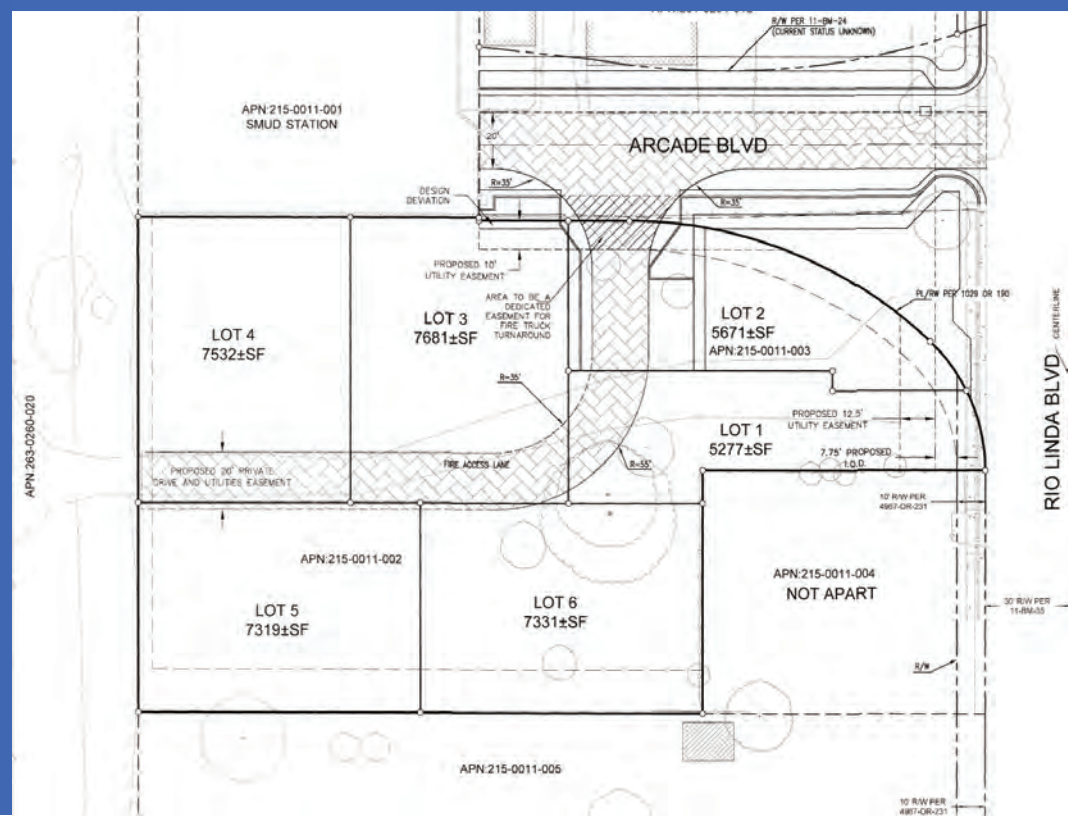 R/W PER 11-BM-24
(CURRENT STATUS UNKNOWN)
APN:215-0011-001
SMUD STATION
20'
ARCADE BLVD
R=35'
R=35'
DESIGN
DEVIATION
PROPOSED 10'
UTILITY EASEMENT
AREA TO BE A
DEDICATED
EASEMENT FOR
FIRE TRUCK
TURNAROUND
PL/RW PER 1029 OR 190
LOT 4
7532±SF
LOT 3
7681±SF
LOT 2
5671±SF
APN:215-0011-003
R=35'
RIO LINDA BLVD
CENTERLINE
APN:263-0260-020
PROPOSED 12.5'
UTILITY EASEMENT
LOT 1
5277±SF
7.75' PROPOSED
I.O.D.
FIRE ACCESS LANE
R=55'
PROPOSED 20' PRIVATE
DRIVE AND UTILITIES EASEMENT
10' R/W PER
4967-OR-231
APN:215-0011-002
APN:215-0011-004
NOT APART
LOT 5
7319±SF
LOT 6
7331±SF
30' R/W PER
11-BM-35
R/W
APN:215-0011-005
10' R/W PER
4967-OR-231